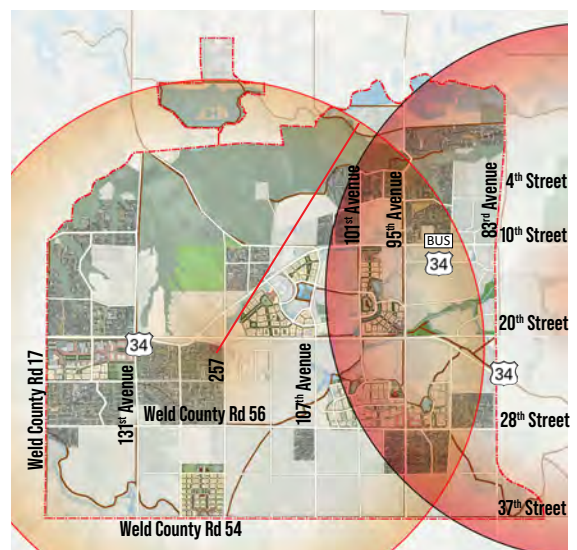 4th Street
101st Avenue
95th Avenue
83rd Avenue
BUS
34
10th Street
20th Street
34
34
Weld County Rd 17
131st Avenue
257
107th Avenue
Weld County Rd 56
28th Street
37th Street
Weld County Rd 54